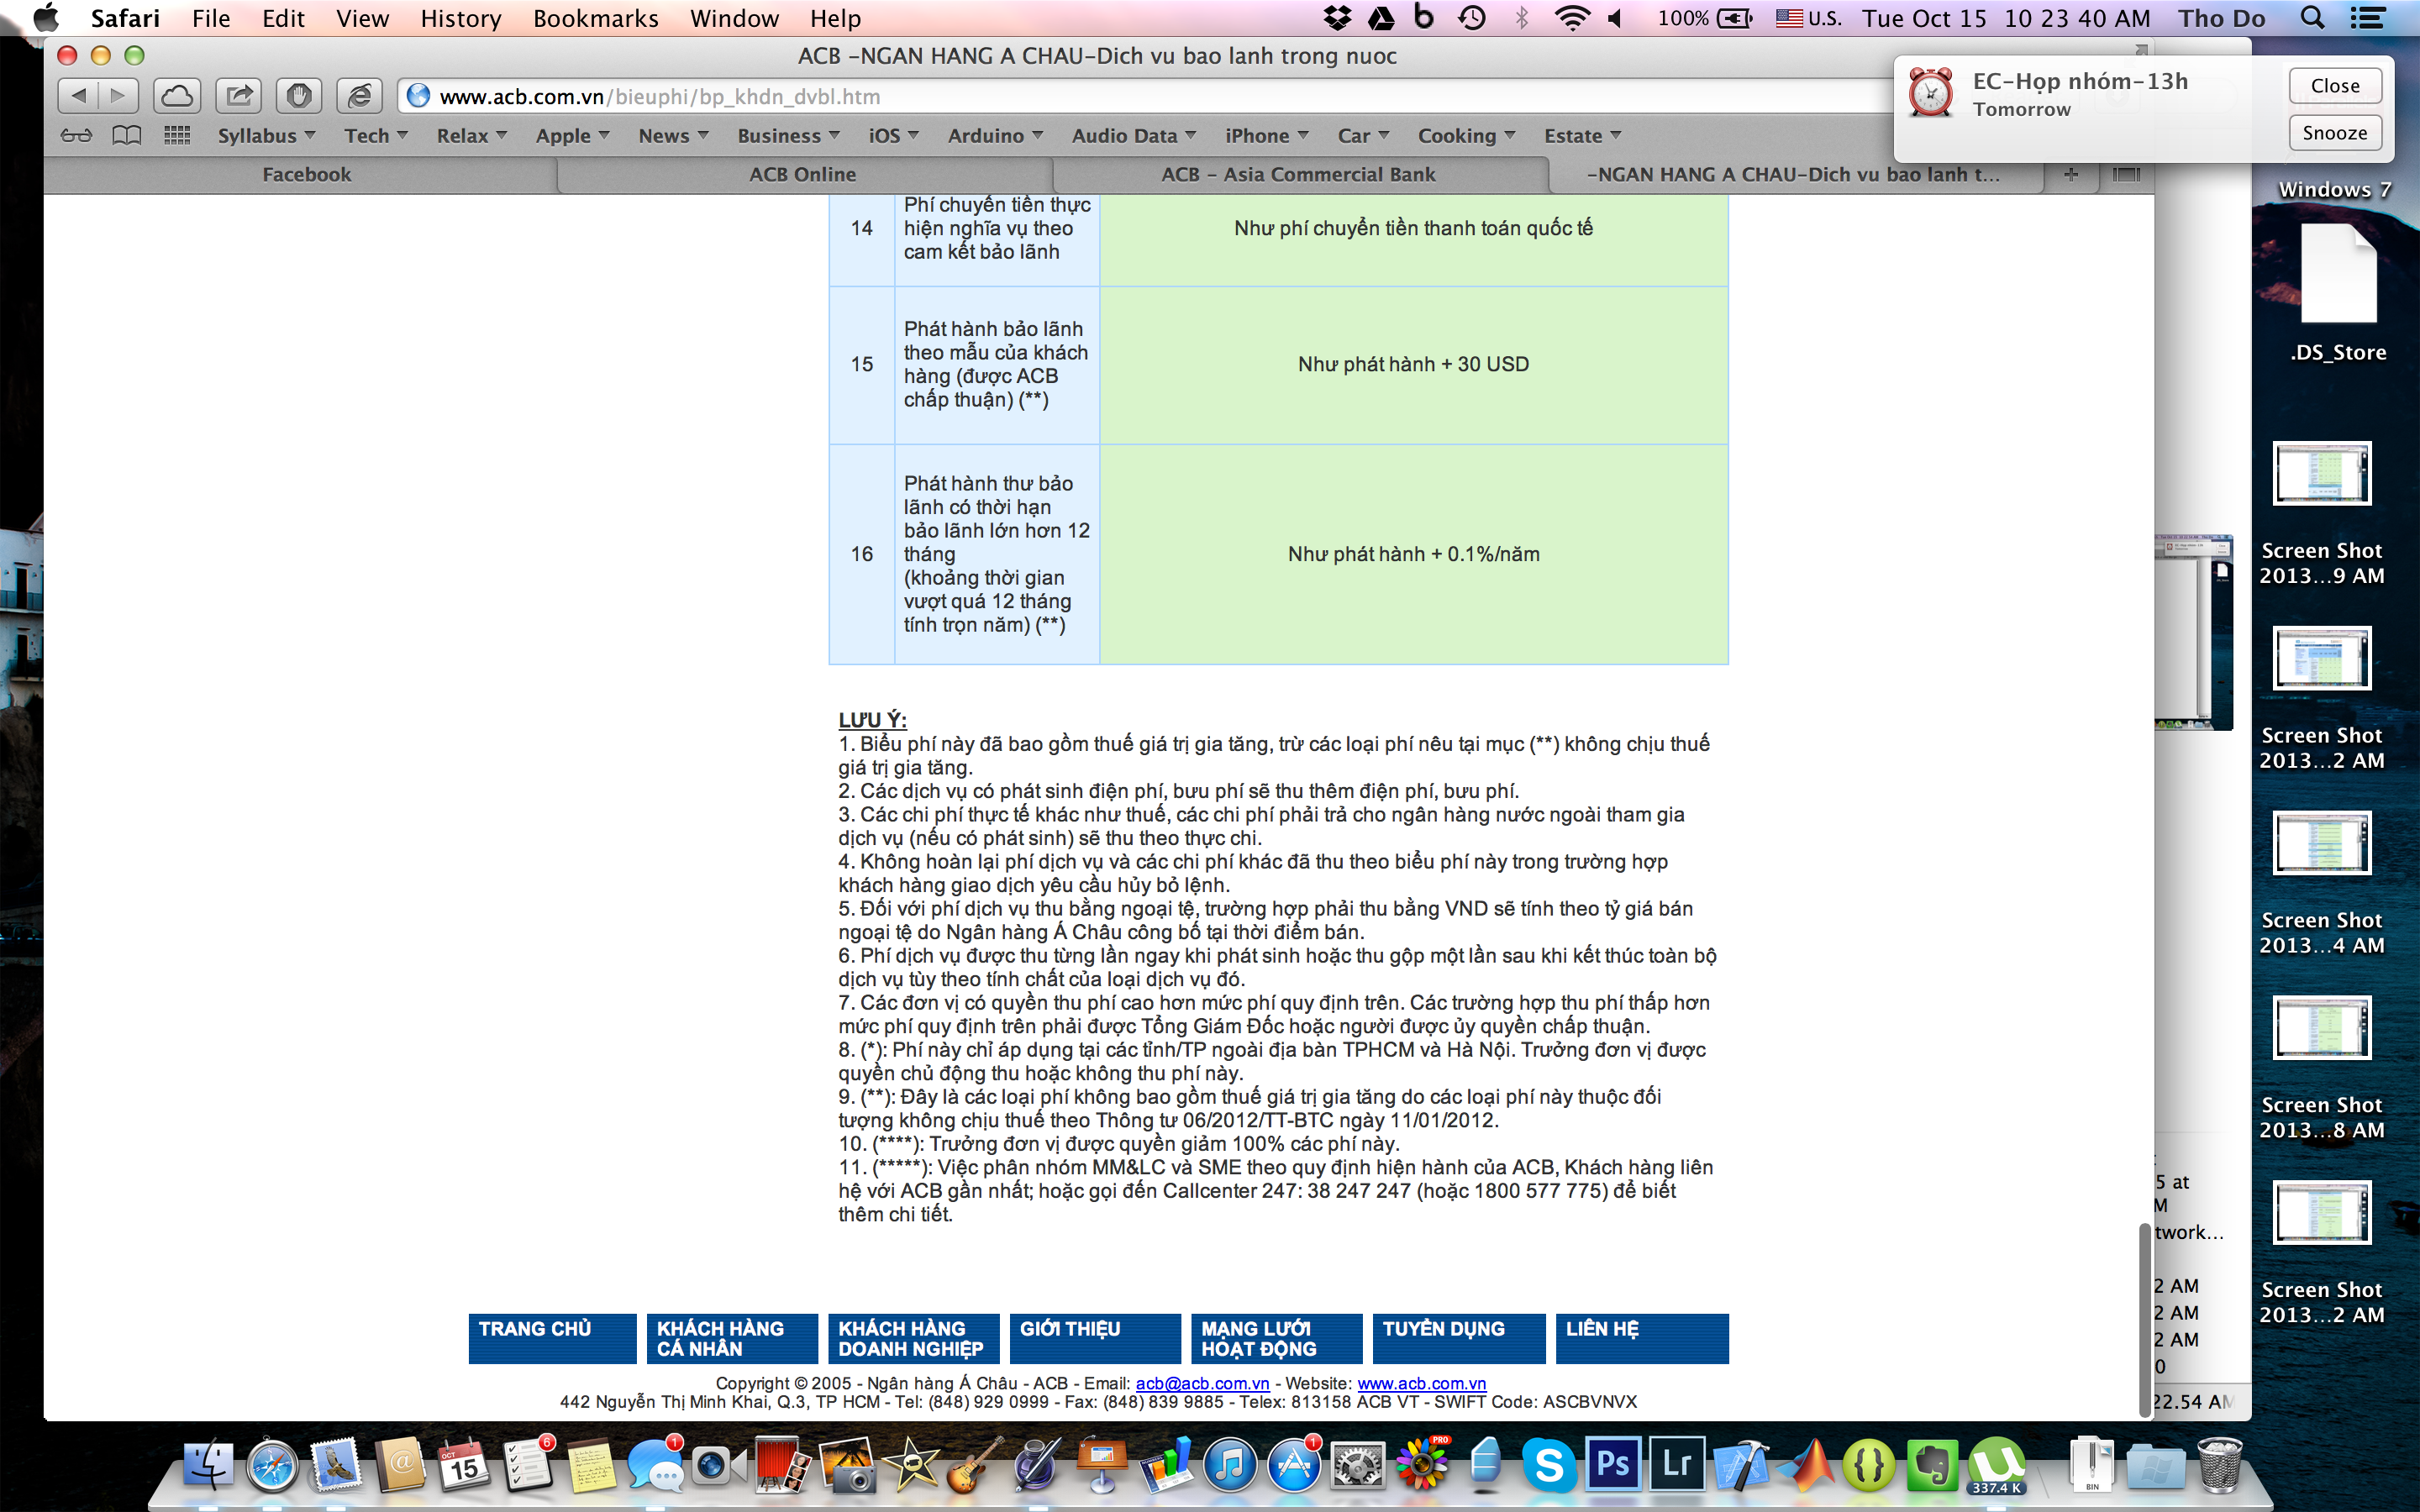 Safari File Edit View History Bookmarks Window Help 100% U.S. Tue Oct 15 10 23 40 AM Tho Do
ACB -NGAN HANG A CHAU-Dich vu bao lanh trong nuoc
www.acb.com.vn/bieuphi/bp_khdn_dvbl.htm
EC-Họp nhóm-13h
Tomorrow
Close
Snooze
Syllabus Tech Relax Apple News Business iOS Arduino Audio Data iPhone Car Cooking Estate
Facebook ACB Online ACB - Asia Commercial Bank -NGAN HANG A CHAU-Dich vu bao lanh t...
14
Phí chuyển tiền thực
hiện nghĩa vụ theo
cam kết bảo lãnh
Như phí chuyển tiền thanh toán quốc tế
15
Phát hành bảo lãnh
theo mẫu của khách
hàng (được ACB
chấp thuận) (**)
Như phát hành + 30 USD
16
Phát hành thư bảo
lãnh có thời hạn
bảo lãnh lớn hơn 12
tháng
(khoảng thời gian
vượt quá 12 tháng
tính trọn năm) (**)
Như phát hành + 0.1%/năm
LƯU Ý:
1. Biểu phí này đã bao gồm thuế giá trị gia tăng, trừ các loại phí nêu tại mục (**) không chịu thuế
giá trị gia tăng.
2. Các dịch vụ có phát sinh điện phí, bưu phí sẽ thu thêm điện phí, bưu phí.
3. Các chi phí thực tế khác như thuế, các chi phí phải trả cho ngân hàng nước ngoài tham gia
dịch vụ (nếu có phát sinh) sẽ thu theo thực chi.
4. Không hoàn lại phí dịch vụ và các chi phí khác đã thu theo biểu phí này trong trường hợp
khách hàng giao dịch yêu cầu hủy bỏ lệnh.
5. Đối với phí dịch vụ thu bằng ngoại tệ, trường hợp phải thu bằng VND sẽ tính theo tỷ giá bán
ngoại tệ do Ngân hàng Á Châu công bố tại thời điểm bán.
6. Phí dịch vụ được thu từng lần ngay khi phát sinh hoặc thu gộp một lần sau khi kết thúc toàn bộ
dịch vụ tùy theo tính chất của loại dịch vụ đó.
7. Các đơn vị có quyền thu phí cao hơn mức phí quy định trên. Các trường hợp thu phí thấp hơn
mức phí quy định trên phải được Tổng Giám Đốc hoặc người được ủy quyền chấp thuận.
8. (*): Phí này chỉ áp dụng tại các tỉnh/TP ngoài địa bàn TPHCM và Hà Nội. Trưởng đơn vị được
quyền chủ động thu hoặc không thu phí này.
9. (**): Đây là các loại phí không bao gồm thuế giá trị gia tăng do các loại phí này thuộc đối
tượng không chịu thuế theo Thông tư 06/2012/TT-BTC ngày 11/01/2012.
10. (****): Trưởng đơn vị được quyền giảm 100% các phí này.
11. (*****): Việc phân nhóm MM&LC và SME theo quy định hiện hành của ACB, Khách hàng liên
hệ với ACB gần nhất; hoặc gọi đến Callcenter 247: 38 247 247 (hoặc 1800 577 775) để biết
thêm chi tiết.
TRANG CHỦ
KHÁCH HÀNG
CÁ NHÂN
KHÁCH HÀNG
DOANH NGHIỆP
GIỚI THIỆU
MẠNG LƯỚI
HOẠT ĐỘNG
TUYỂN DỤNG
LIÊN HỆ
Copyright © 2005 - Ngân hàng Á Châu - ACB - Email: acb@acb.com.vn - Website: www.acb.com.vn
442 Nguyễn Thị Minh Khai, Q.3, TP HCM - Tel: (848) 929 0999 - Fax: (848) 839 9885 - Telex: 813158 ACB VT - SWIFT Code: ASCBVNVX
Windows 7
.DS_Store
Screen Shot
2013...9 AM
Screen Shot
2013...2 AM
Screen Shot
2013...4 AM
Screen Shot
2013...8 AM
Screen Shot
2013...2 AM
5 at
M
twork...
2 AM
2 AM
2 AM
0
22.54 AM
OCT
15
6
1
1
PRO
Ps
Lr
337.4 K
BIN